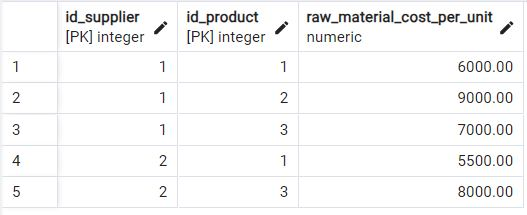 id_supplier id_product raw_material_cost_per_unit
[PK] integer [PK] integer numeric
1 1 1 6000.00
2 1 2 9000.00
3 1 3 7000.00
4 2 1 5500.00
5 2 3 8000.00